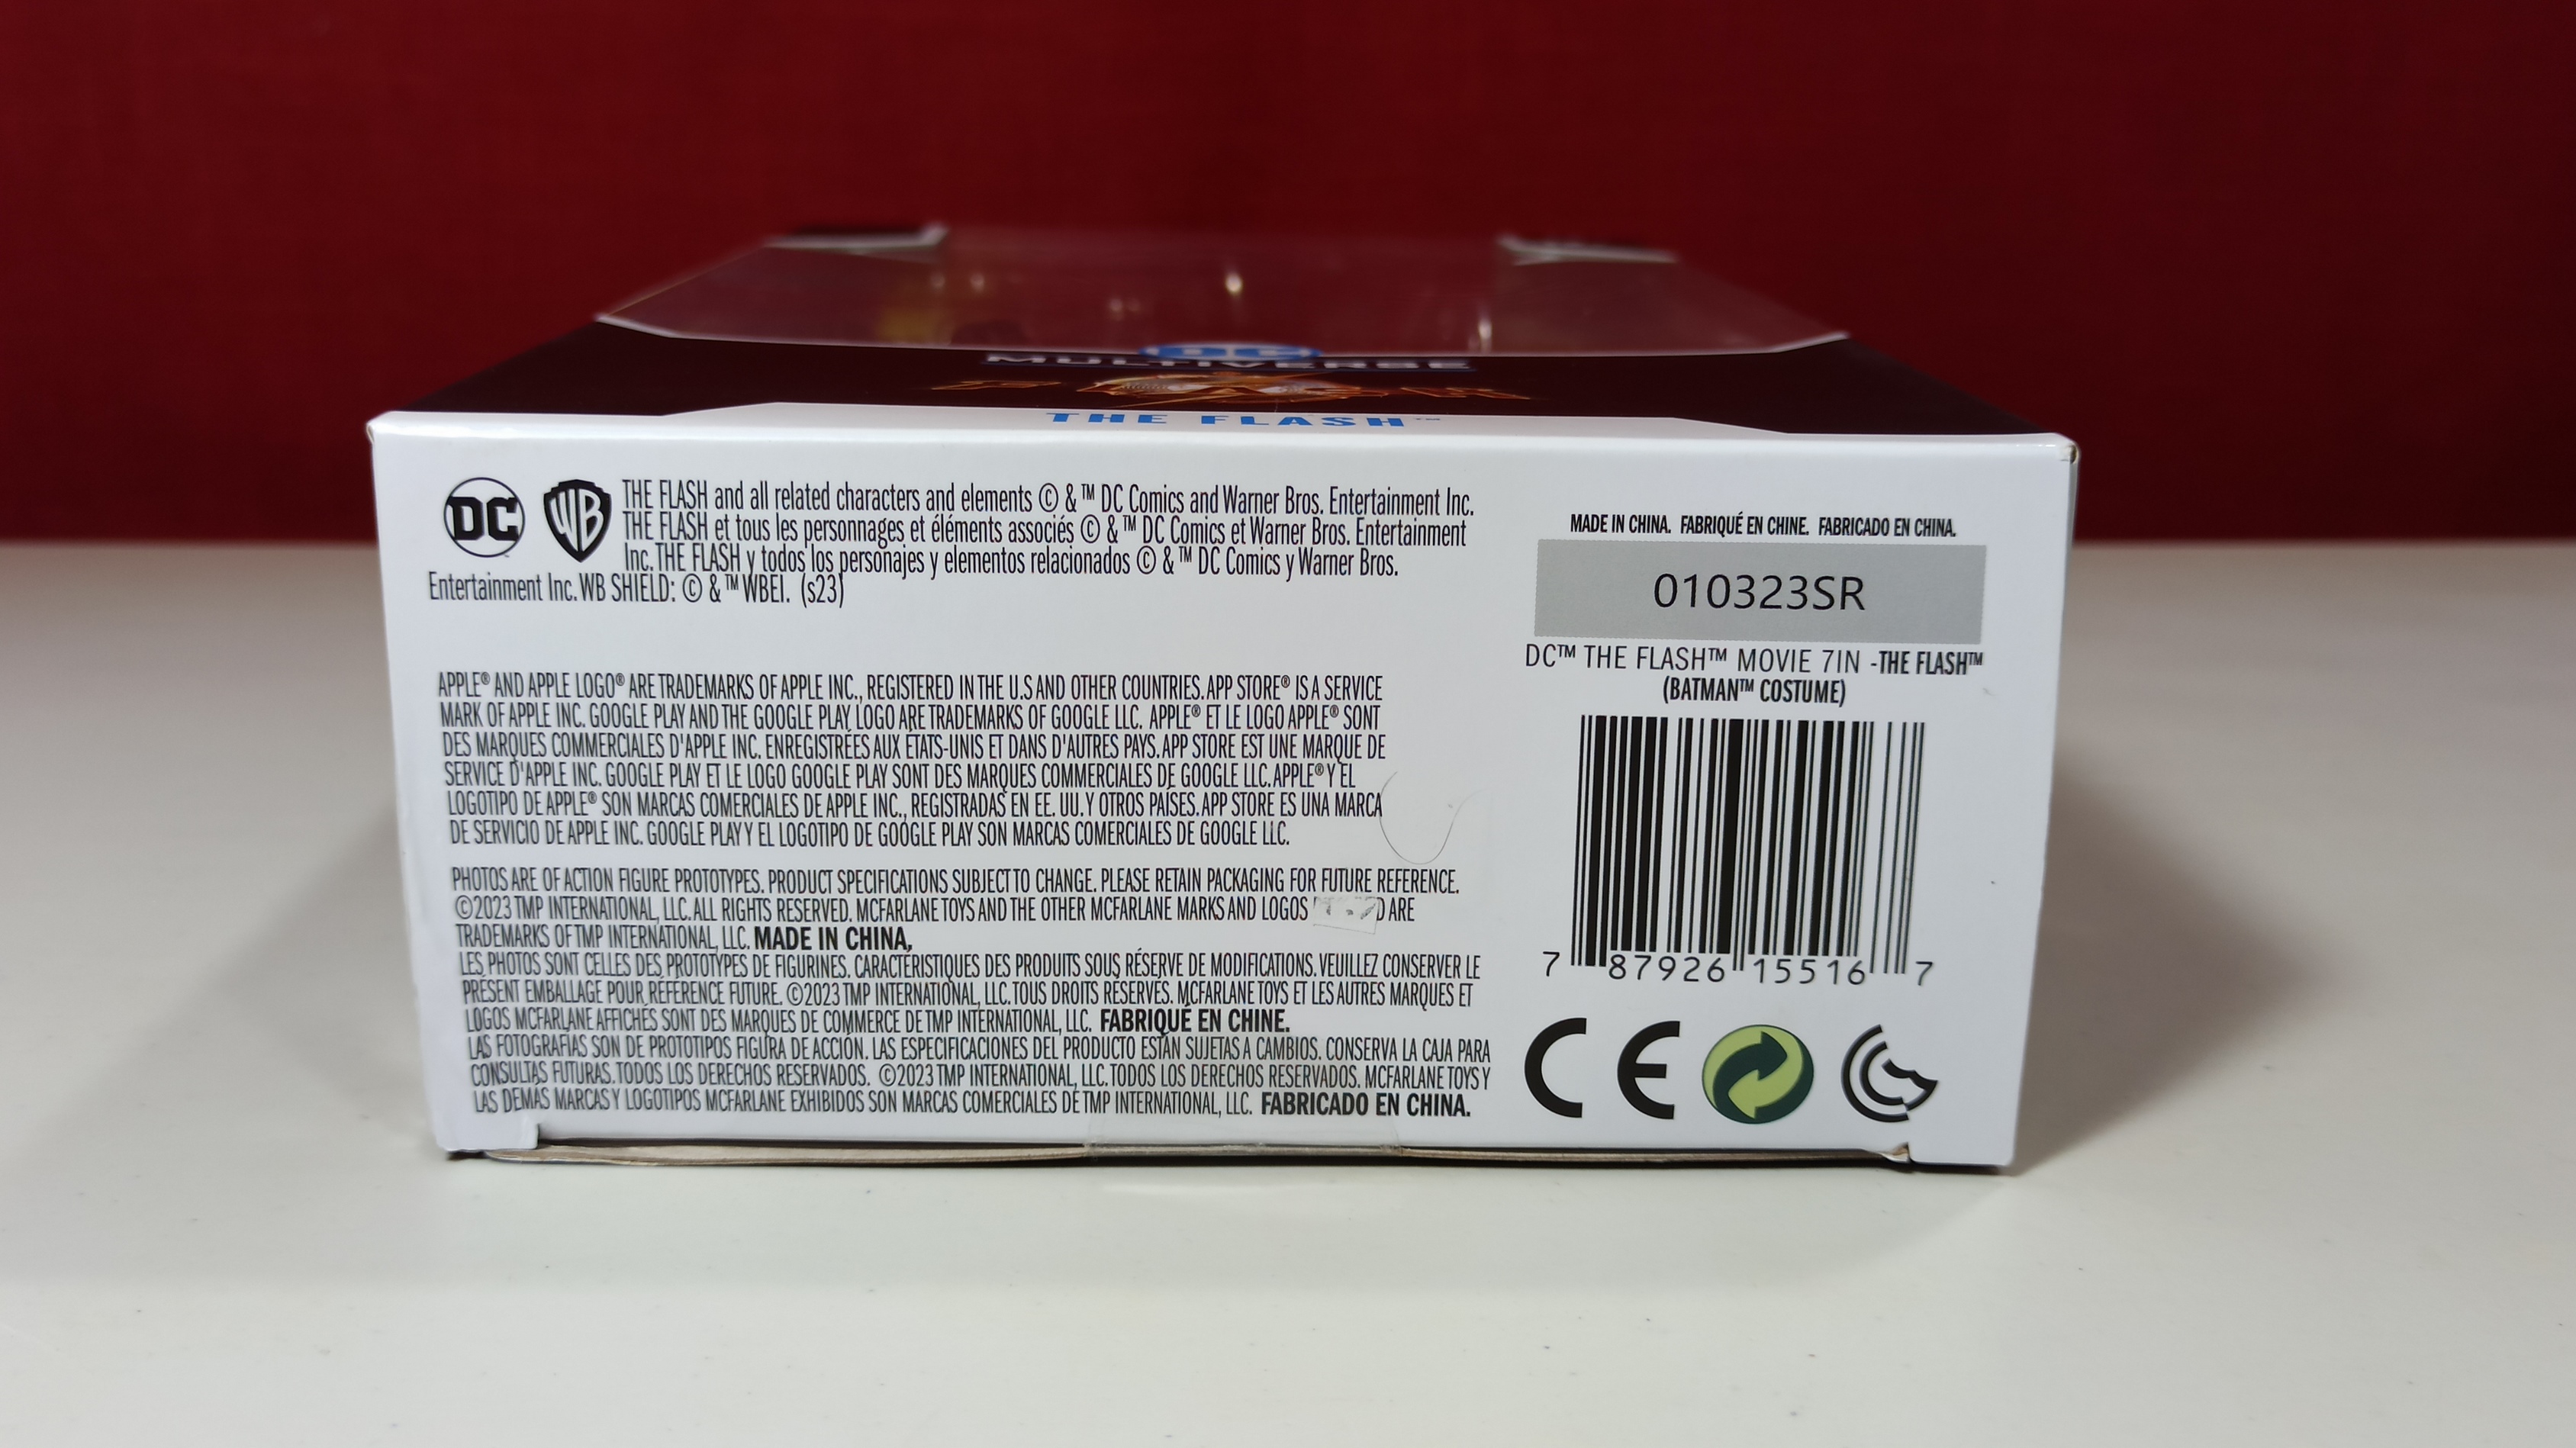 DC
MULTIVERSE
THE FLASH™
DC
WB
THE FLASH and all related characters and elements © & ™ DC Comics and Warner Bros. Entertainment Inc.
THE FLASH et tous les personnages et éléments associés © & ™ DC Comics et Warner Bros. Entertainment
Inc. THE FLASH y todos los personajes y elementos relacionados © & ™ DC Comics y Warner Bros.
Entertainment Inc. WB SHIELD: © & ™ WBEI. (s23)
APPLE® AND APPLE LOGO® ARE TRADEMARKS OF APPLE INC., REGISTERED IN THE U.S AND OTHER COUNTRIES. APP STORE® IS A SERVICE
MARK OF APPLE INC. GOOGLE PLAY AND THE GOOGLE PLAY LOGO ARE TRADEMARKS OF GOOGLE LLC. APPLE® ET LE LOGO APPLE® SONT
DES MARQUES COMMERCIALES D'APPLE INC. ENREGISTRÉES AUX ÉTATS-UNIS ET DANS D'AUTRES PAYS. APP STORE EST UNE MARQUE DE
SERVICE D'APPLE INC. GOOGLE PLAY ET LE LOGO GOOGLE PLAY SONT DES MARQUES COMMERCIALES DE GOOGLE LLC. APPLE® Y EL
LOGOTIPO DE APPLE® SON MARCAS COMERCIALES DE APPLE INC., REGISTRADAS EN EE. UU. Y OTROS PAÍSES. APP STORE ES UNA MARCA
DE SERVICIO DE APPLE INC. GOOGLE PLAY Y EL LOGOTIPO DE GOOGLE PLAY SON MARCAS COMERCIALES DE GOOGLE LLC.
PHOTOS ARE OF ACTION FIGURE PROTOTYPES. PRODUCT SPECIFICATIONS SUBJECT TO CHANGE. PLEASE RETAIN PACKAGING FOR FUTURE REFERENCE.
©2023 TMP INTERNATIONAL, LLC. ALL RIGHTS RESERVED. MCFARLANE TOYS AND THE OTHER MCFARLANE MARKS AND LOGOS ARE
TRADEMARKS OF TMP INTERNATIONAL, LLC. MADE IN CHINA,
LES PHOTOS SONT CELLES DES PROTOTYPES DE FIGURINES. CARACTÉRISTIQUES DES PRODUITS SOUS RÉSERVE DE MODIFICATIONS. VEUILLEZ CONSERVER LE
PRÉSENT EMBALLAGE POUR RÉFÉRENCE FUTURE. ©2023 TMP INTERNATIONAL, LLC. TOUS DROITS RÉSERVÉS. MCFARLANE TOYS ET LES AUTRES MARQUES ET
LOGOS MCFARLANE AFFICHÉS SONT DES MARQUES DE COMMERCE DE TMP INTERNATIONAL, LLC. FABRIQUÉ EN CHINE.
LAS FOTOGRAFÍAS SON DE PROTOTIPOS FIGURA DE ACCIÓN. LAS ESPECIFICACIONES DEL PRODUCTO ESTÁN SUJETAS A CAMBIOS. CONSERVA LA CAJA PARA
CONSULTAS FUTURAS. TODOS LOS DERECHOS RESERVADOS. ©2023 TMP INTERNATIONAL, LLC. TODOS LOS DERECHOS RESERVADOS. MCFARLANE TOYS Y
LAS DEMÁS MARCAS Y LOGOTIPOS MCFARLANE EXHIBIDOS SON MARCAS COMERCIALES DE TMP INTERNATIONAL, LLC. FABRICADO EN CHINA.
MADE IN CHINA. FABRIQUÉ EN CHINE. FABRICADO EN CHINA.
010323SR
DC™ THE FLASH™ MOVIE 7IN -THE FLASH™
(BATMAN™ COSTUME)
7 87926 15516 7
CE